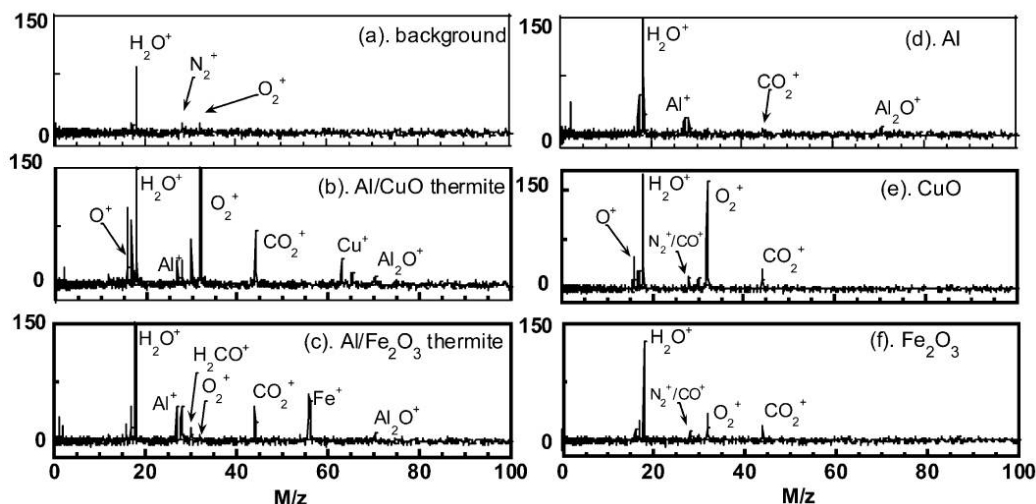 150
(a). background
H₂O⁺
N₂⁺
O₂⁺
0
150
(b). Al/CuO thermite
H₂O⁺
O⁺
O₂⁺
Al
CO₂⁺
Cu⁺
Al₂O⁺
0
150
(c). Al/Fe₂O₃ thermite
H₂O⁺
H₂CO⁺
O₂⁺
Al⁺
CO₂⁺
Fe⁺
Al₂O⁺
0
0 20 40 60 80 100
M/z
150
(d). Al
H₂O⁺
Al⁺
CO₂⁺
Al₂O⁺
0
150
(e). CuO
H₂O⁺
O₂⁺
O⁺
N₂⁺/CO⁺
CO₂⁺
0
150
(f). Fe₂O₃
H₂O⁺
N₂⁺/CO⁺
O₂⁺
CO₂⁺
0
0 20 40 60 80 100
M/z